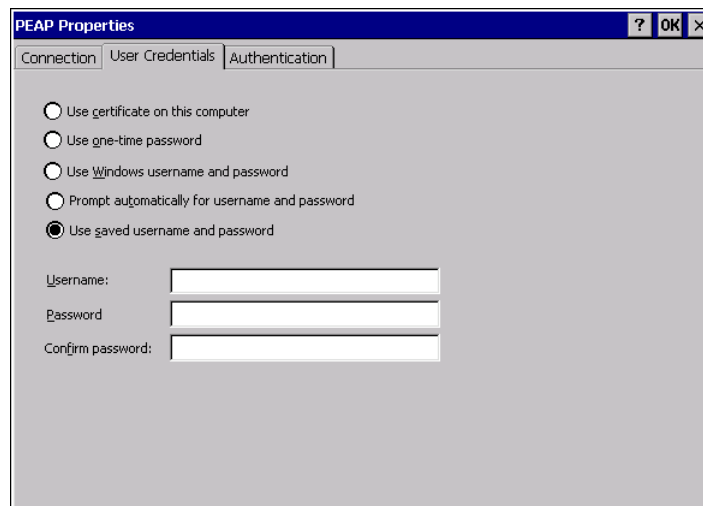 PEAP Properties ? OK ×
Connection User Credentials Authentication
Use certificate on this computer
Use one-time password
Use Windows username and password
Prompt automatically for username and password
Use saved username and password
Username:
Password
Confirm password: